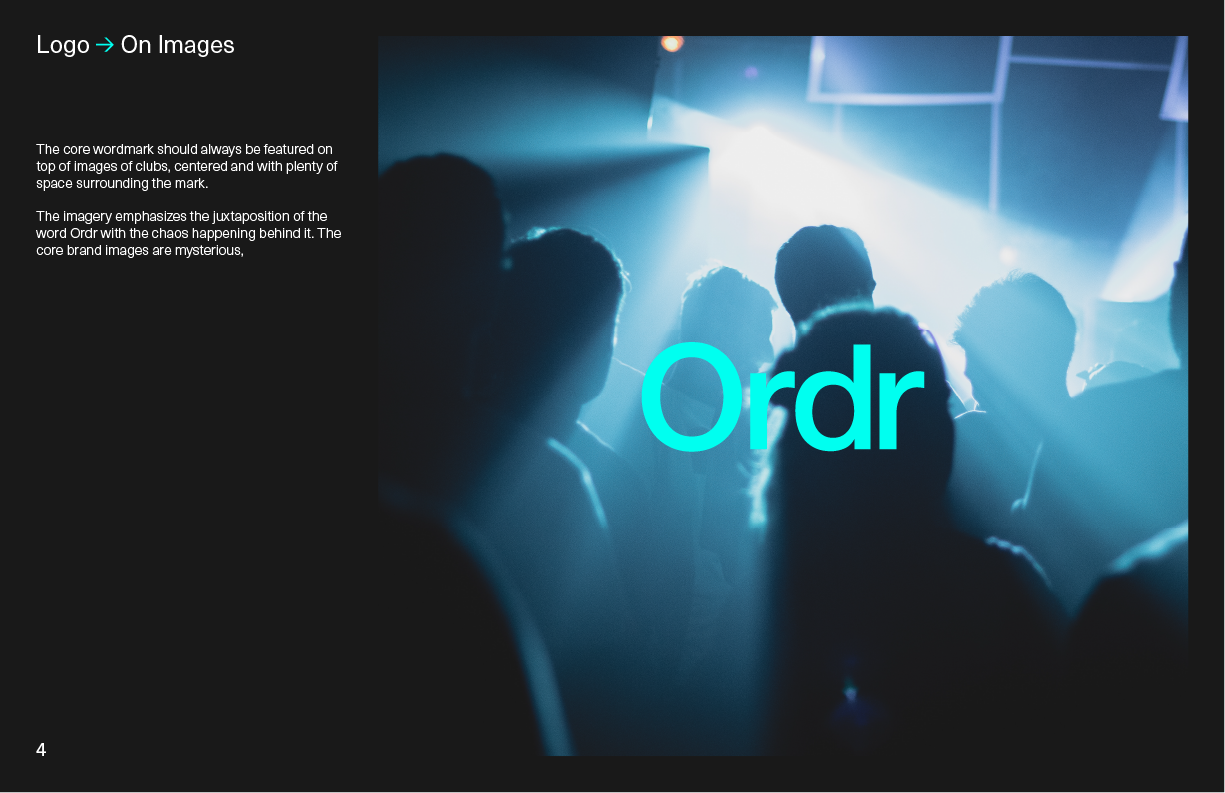 Logo → On Images
The core wordmark should always be featured on
top of images of clubs, centered and with plenty of
space surrounding the mark.
The imagery emphasizes the juxtaposition of the
word Ordr with the chaos happening behind it. The
core brand images are mysterious,
Ordr
4